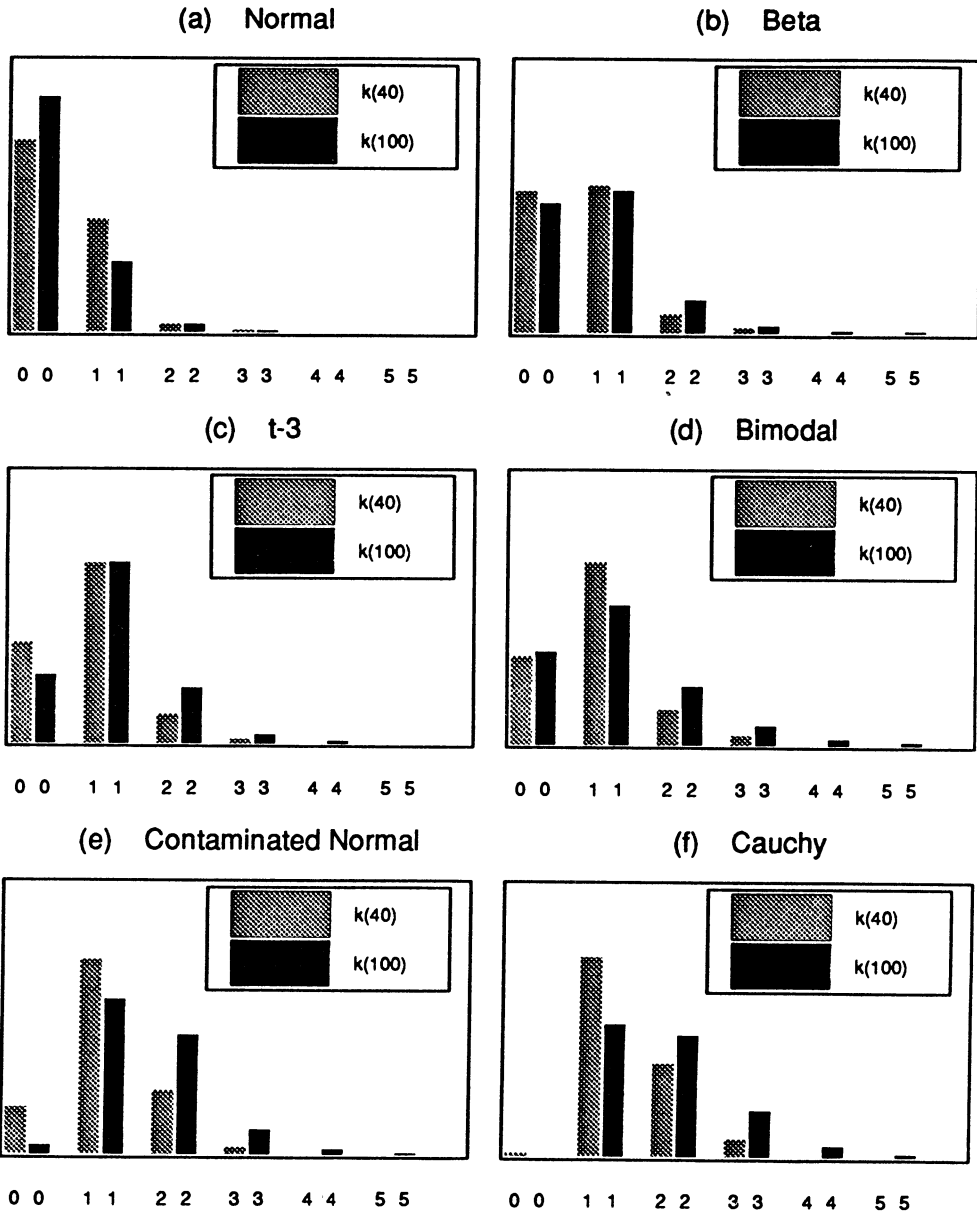 (a) Normal
(b) Beta
k(40)
k(100)
k(40)
k(100)
0 0 1 1 2 2 3 3 4 4 5 5
0 0 1 1 2 2 3 3 4 4 5 5
(c) t-3
(d) Bimodal
k(40)
k(100)
k(40)
k(100)
0 0 1 1 2 2 3 3 4 4 5 5
0 0 1 1 2 2 3 3 4 4 5 5
(e) Contaminated Normal
(f) Cauchy
k(40)
k(100)
k(40)
k(100)
0 0 1 1 2 2 3 3 4 4 5 5
0 0 1 1 2 2 3 3 4 4 5 5